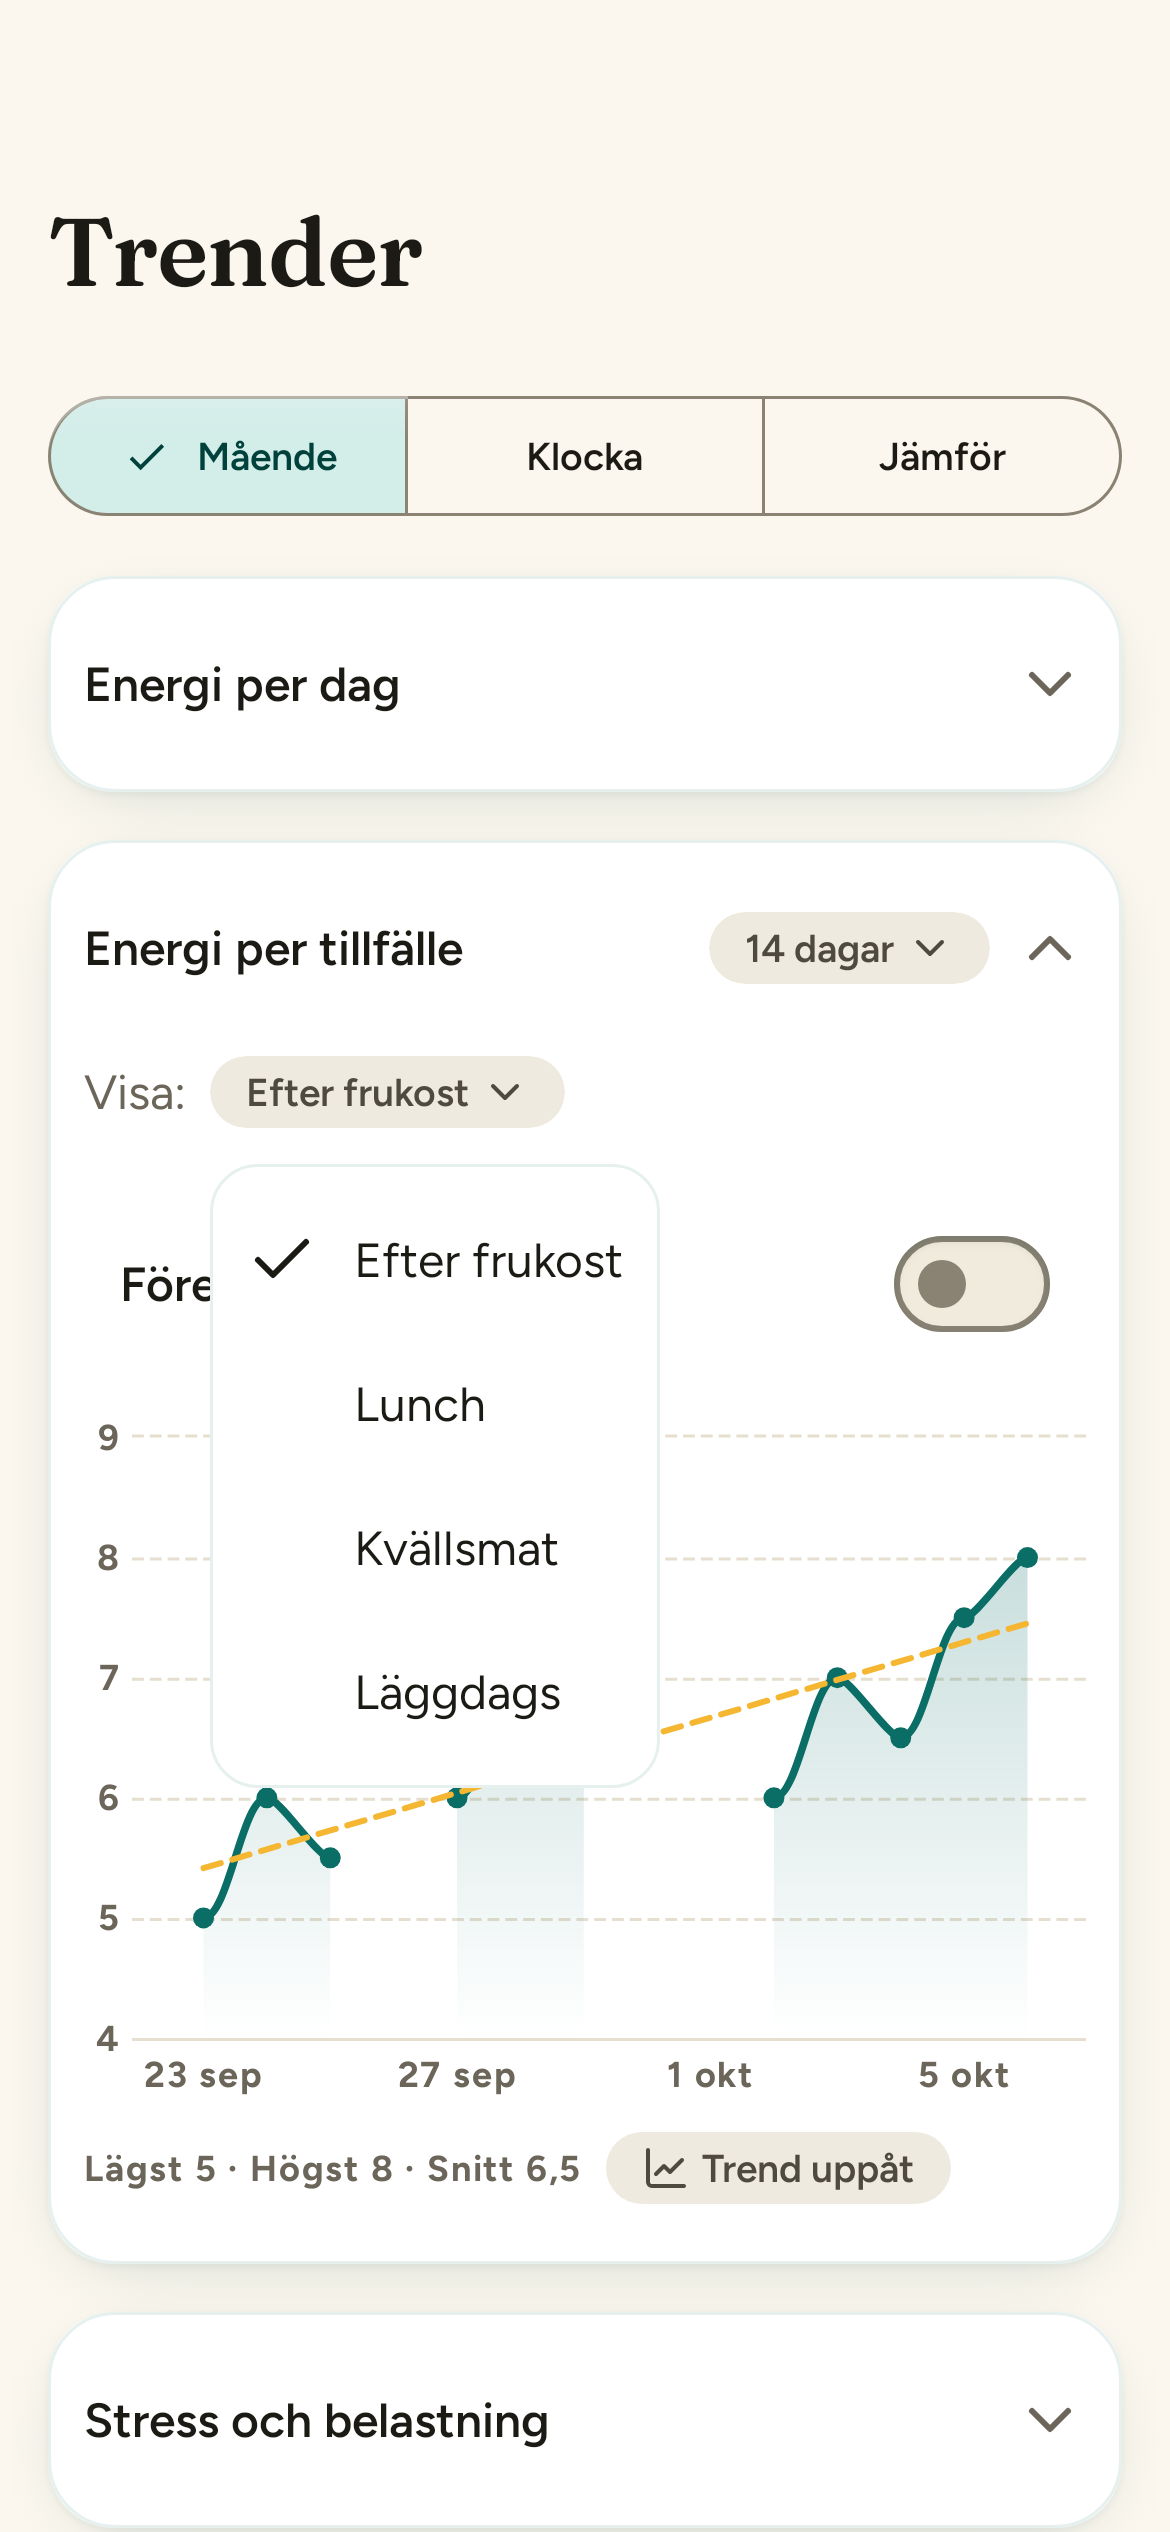 Trender
Mående
Klocka
Jämför
Energi per dag
Energi per tillfälle
14 dagar
Visa:
Efter frukost
Efter frukost
Lunch
Kvällsmat
Läggdags
9
8
7
6
5
4
23 sep
27 sep
1 okt
5 okt
Lägst 5 · Högst 8 · Snitt 6,5
Trend uppåt
Stress och belastning